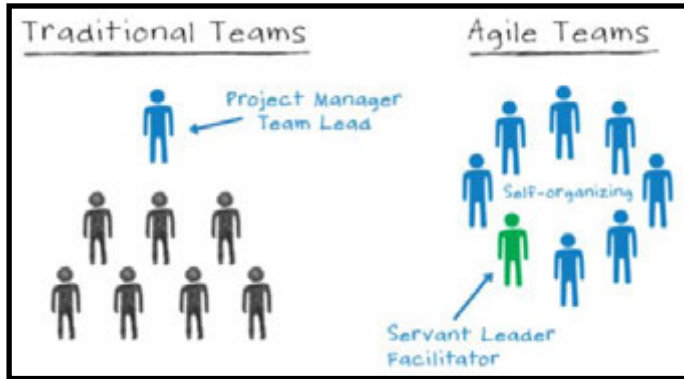 Traditional Teams
Project Manager
Team Lead
Agile Teams
Self-organizing
Servant Leader
Facilitator